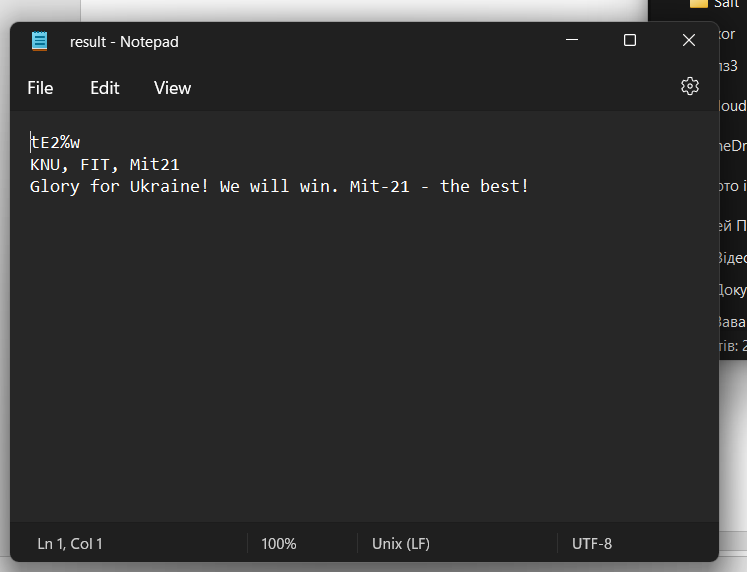 Salt
result - Notepad
File Edit View
tE2%w
KNU, FIT, Mit21
Glory for Ukraine! We will win. Mit-21 - the best!
Ln 1, Col 1 100% Unix (LF) UTF-8